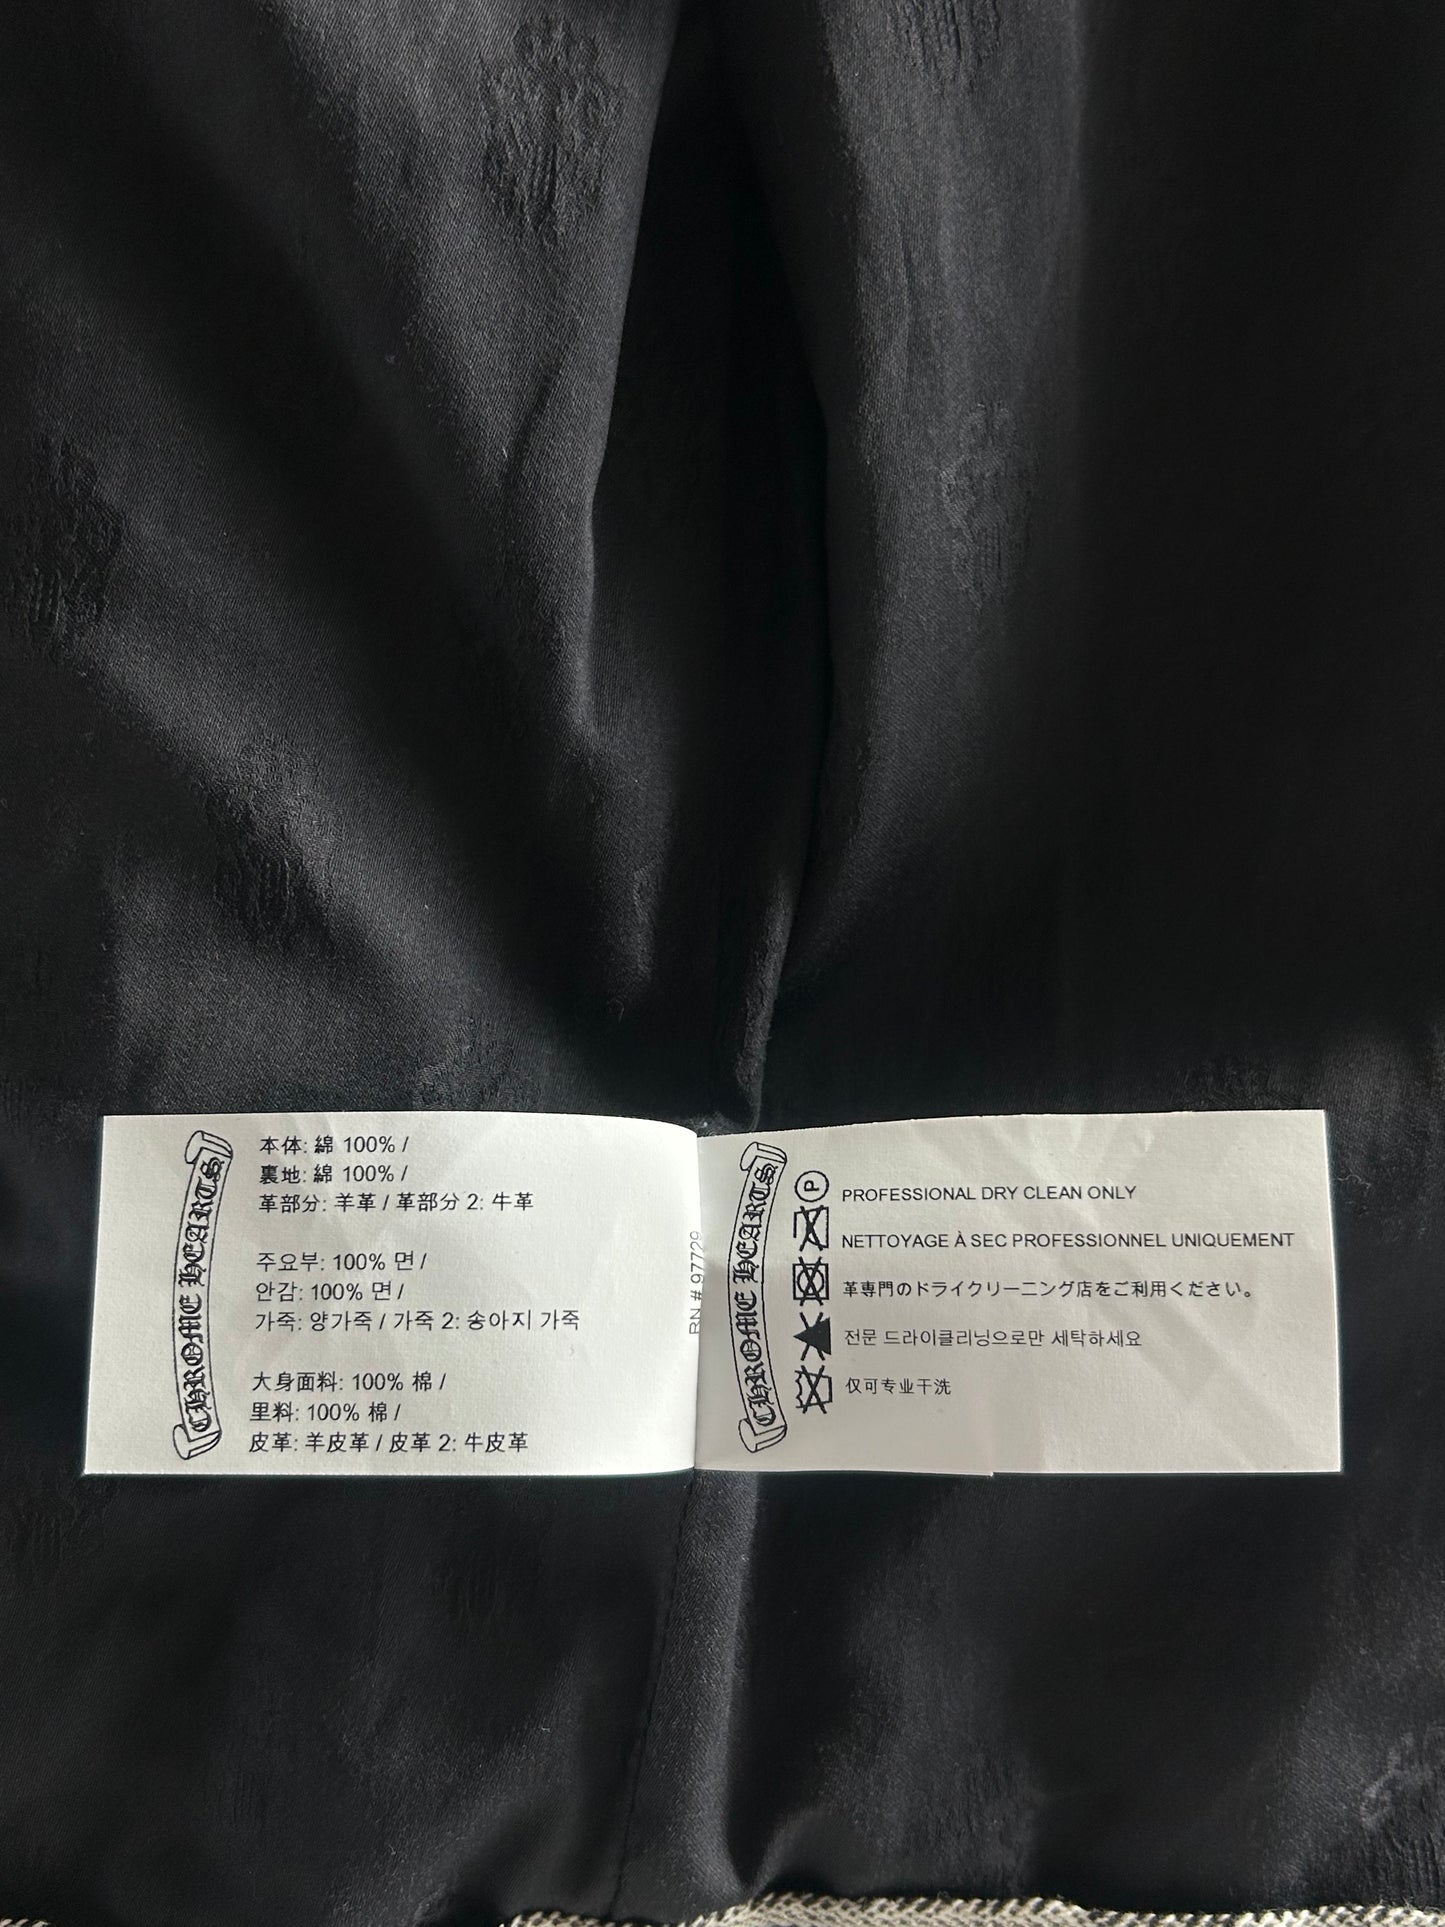 CHROME HEARTS
本体: 綿 100% /
裏地: 綿 100% /
革部分: 羊革 / 革部分 2: 牛革
주요부: 100% 면 /
안감: 100% 면 /
가죽: 양가죽 / 가죽 2: 송아지 가죽
大身面料: 100% 棉 /
里料: 100% 棉 /
皮革: 羊皮革 / 皮革 2: 牛皮革
RN # 97729
CHROME HEARTS
P
PROFESSIONAL DRY CLEAN ONLY
NETTOYAGE À SEC PROFESSIONNEL UNIQUEMENT
革専門のドライクリーニング店をご利用ください。
전문 드라이클리닝으로만 세탁하세요
仅可专业干洗